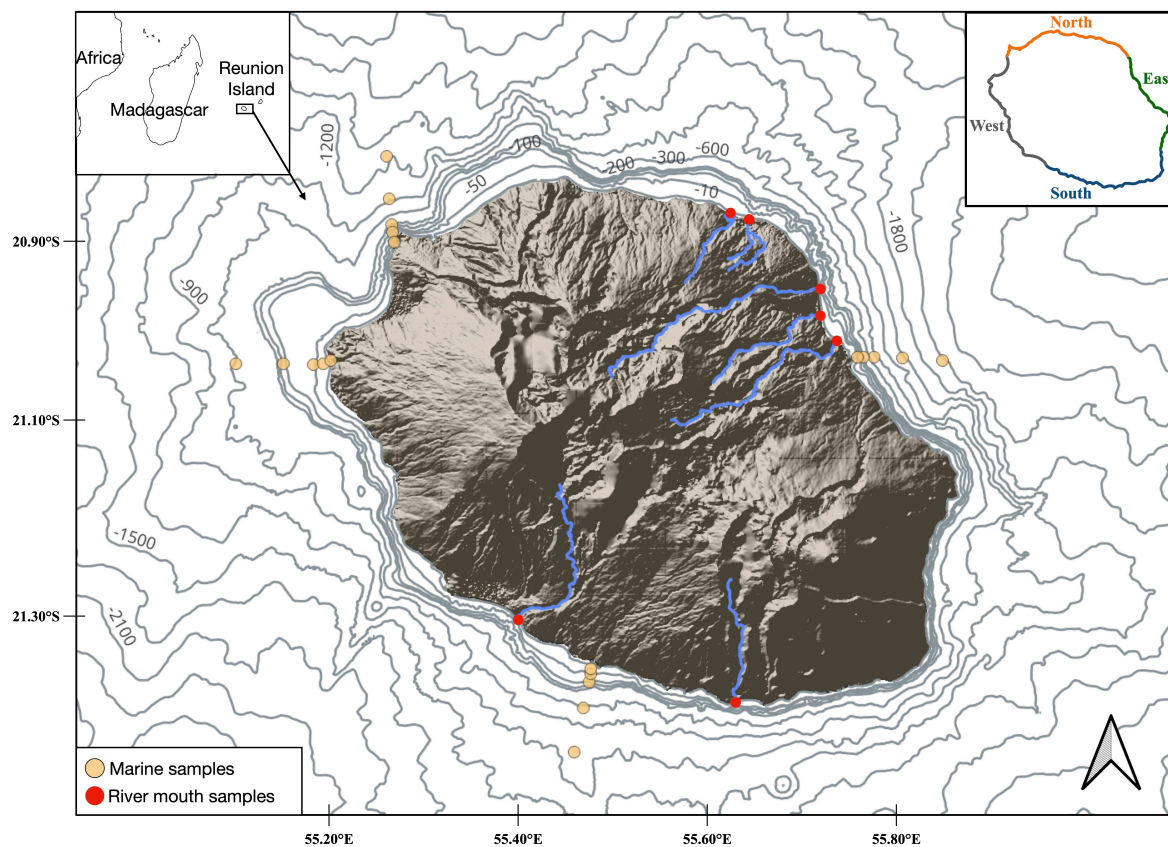 Africa
Madagascar
Reunion
Island
North
East
West
South
-1200
-100
-50
-200
-300
-600
-10
-1800
-900
-1500
-2100
20.90°S
21.10°S
21.30°S
Marine samples
River mouth samples
55.20°E
55.40°E
55.60°E
55.80°E